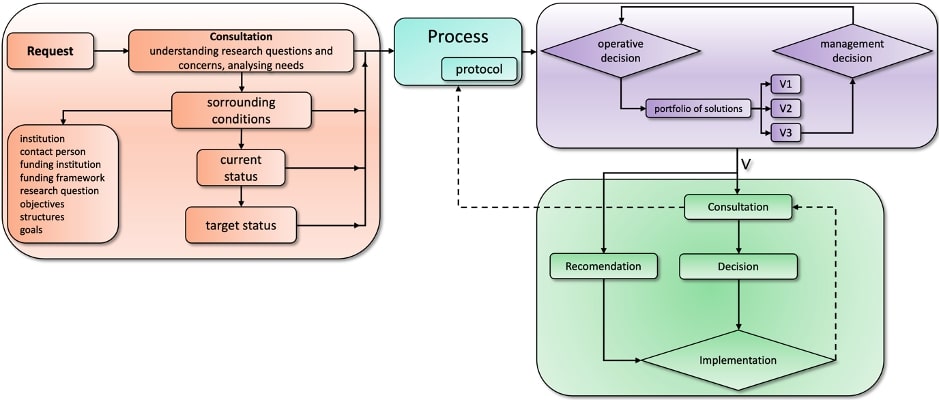 Request
Consultation
understanding research questions and
concerns, analysing needs
sorrounding
conditions
institution
contact person
funding institution
funding framework
research question
objectives
structures
goals
current
status
target status
Process
protocol
operative
decision
management
decision
portfolio of solutions
V1
V2
V3
V
Consultation
Recomendation
Decision
Implementation